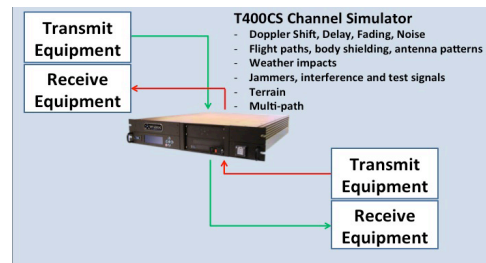 T400CS Channel Simulator
- Doppler Shift, Delay, Fading, Noise
- Flight paths, body shielding, antenna patterns
- Weather impacts
- Jammers, interference and test signals
- Terrain
- Multi-path
Transmit
Equipment
Receive
Equipment
Transmit
Equipment
Receive
Equipment